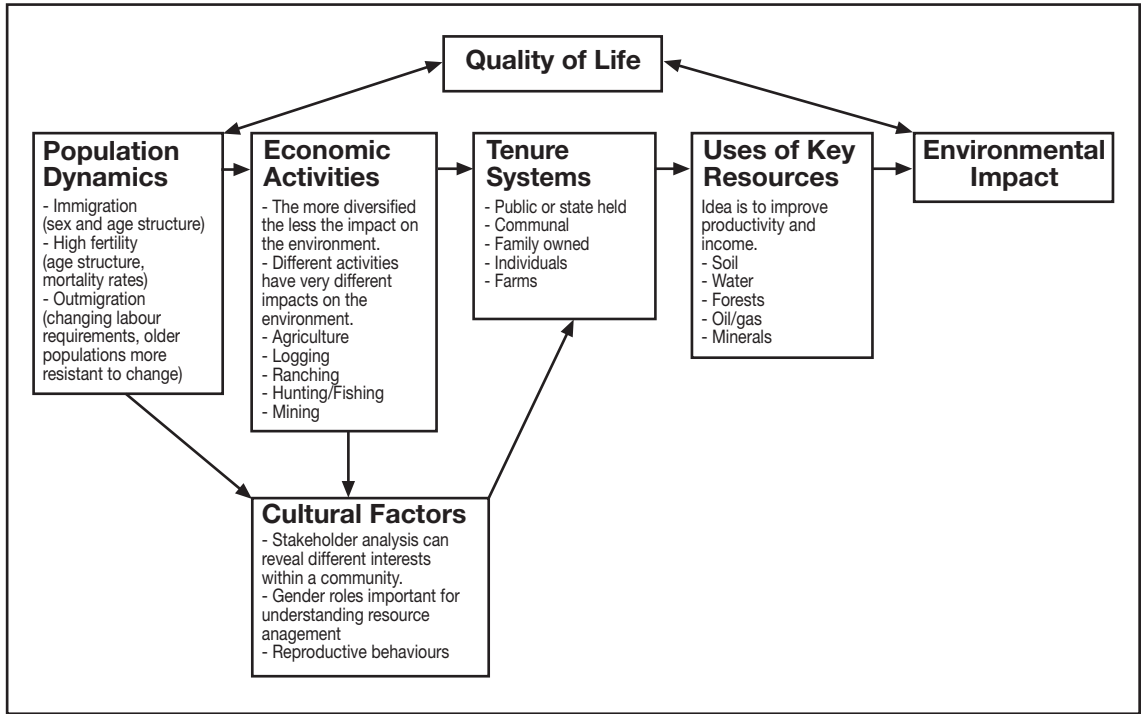 Quality of Life
Population
Dynamics
- Immigration
(sex and age structure)
- High fertility
(age structure,
mortality rates)
- Outmigration
(changing labour
requirements, older
populations more
resistant to change)
Economic
Activities
- The more diversified
the less the impact on
the environment.
- Different activities
have very different
impacts on the
environment.
- Agriculture
- Logging
- Ranching
- Hunting/Fishing
- Mining
Tenure
Systems
- Public or state held
- Communal
- Family owned
- Individuals
- Farms
Uses of Key
Resources
Idea is to improve
productivity and
income.
- Soil
- Water
- Forests
- Oil/gas
- Minerals
Environmental
Impact
Cultural Factors
- Stakeholder analysis can
reveal different interests
within a community.
- Gender roles important for
understanding resource
anagement
- Reproductive behaviours